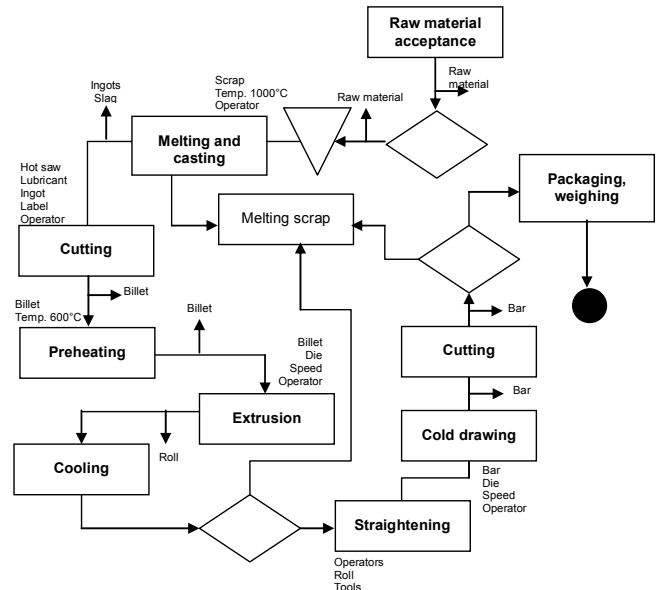 Raw material
acceptance
Raw
material
Raw material
Scrap
Temp. 1000°C
Operator
Ingots
Slag
Melting and
casting
Packaging,
weighing
Melting scrap
Hot saw
Lubricant
Ingot
Label
Operator
Cutting
Billet
Billet
Temp. 600°C
Preheating
Billet
Billet
Die
Speed
Operator
Extrusion
Roll
Cooling
Operators
Roll
Tools
Straightening
Bar
Die
Speed
Operator
Cold drawing
Bar
Cutting
Bar